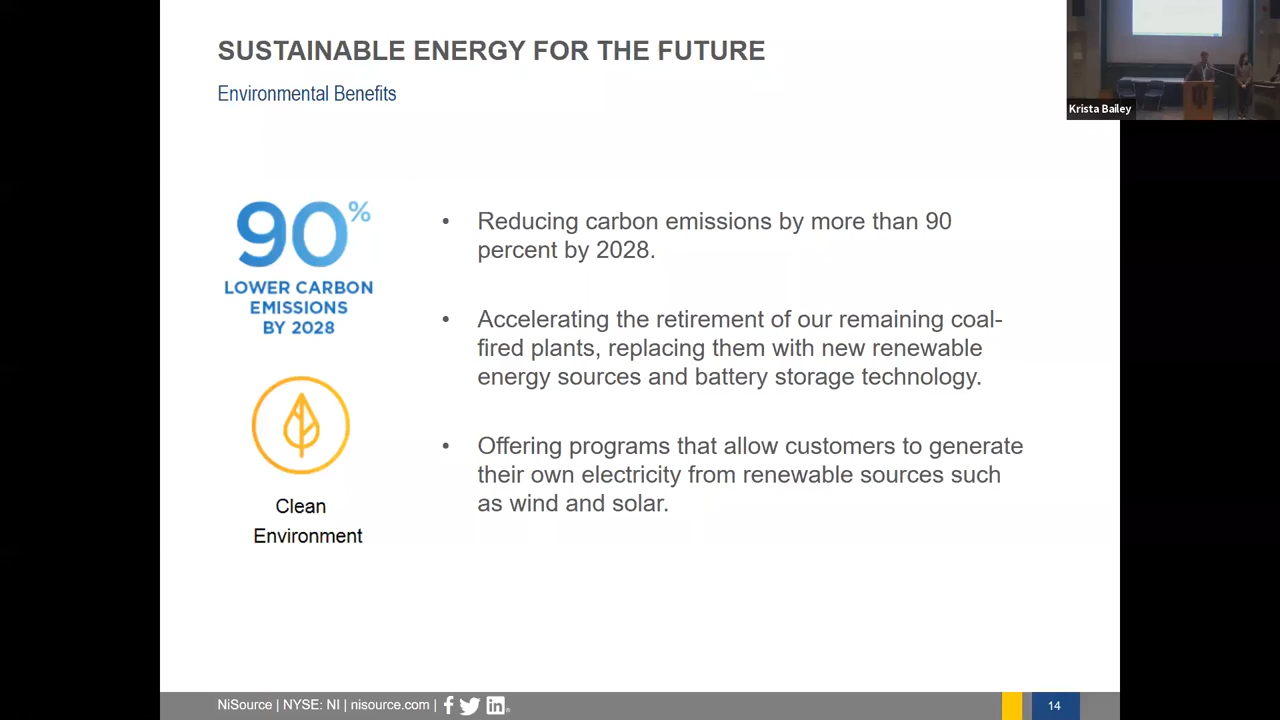 SUSTAINABLE ENERGY FOR THE FUTURE
Environmental Benefits
Krista Bailey
90%
LOWER CARBON
EMISSIONS
BY 2028
Clean
Environment
• Reducing carbon emissions by more than 90
percent by 2028.
• Accelerating the retirement of our remaining coal-
fired plants, replacing them with new renewable
energy sources and battery storage technology.
• Offering programs that allow customers to generate
their own electricity from renewable sources such
as wind and solar.
NiSource | NYSE: NI | nisource.com |
14